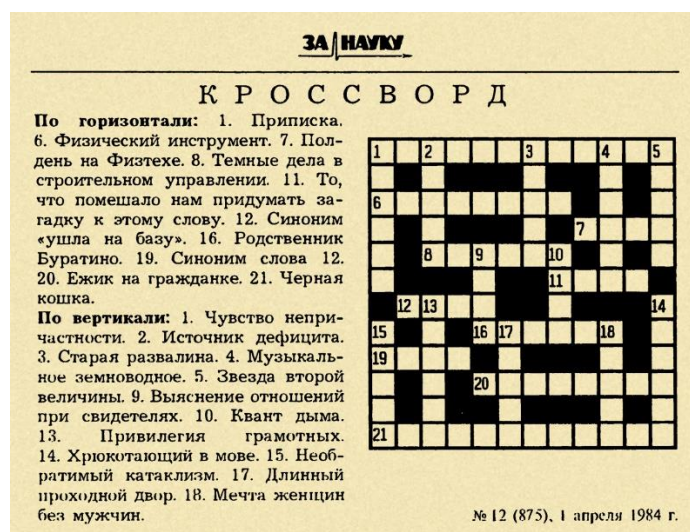 ЗА НАУКУ
КРОССВОРД
По горизонтали: 1. Приписка.
6. Физический инструмент. 7. Пол-
день на Физтехе. 8. Темные дела в
строительном управлении. 11. То,
что помешало нам придумать за-
гадку к этому слову. 12. Синоним
«ушла на базу». 16. Родственник
Буратино. 19. Синоним слова 12.
20. Ежик на гражданке. 21. Черная
кошка.
По вертикали: 1. Чувство непри-
частности. 2. Источник дефицита.
3. Старая развалина. 4. Музыкаль-
ное земноводное. 5. Звезда второй
величины. 9. Выяснение отношений
при свидетелях. 10. Квант дыма.
13. Привилегия грамотных.
14. Хрюкотающий в мове. 15. Необ-
ратимый катаклизм. 17. Длинный
проходной двор. 18. Мечта женщин
без мужчин.
1 2 3 4 5
6
7
8 9 10
11
12 13 14
15 16 17 18
19
20
21
№ 12 (875), 1 апреля 1984 г.